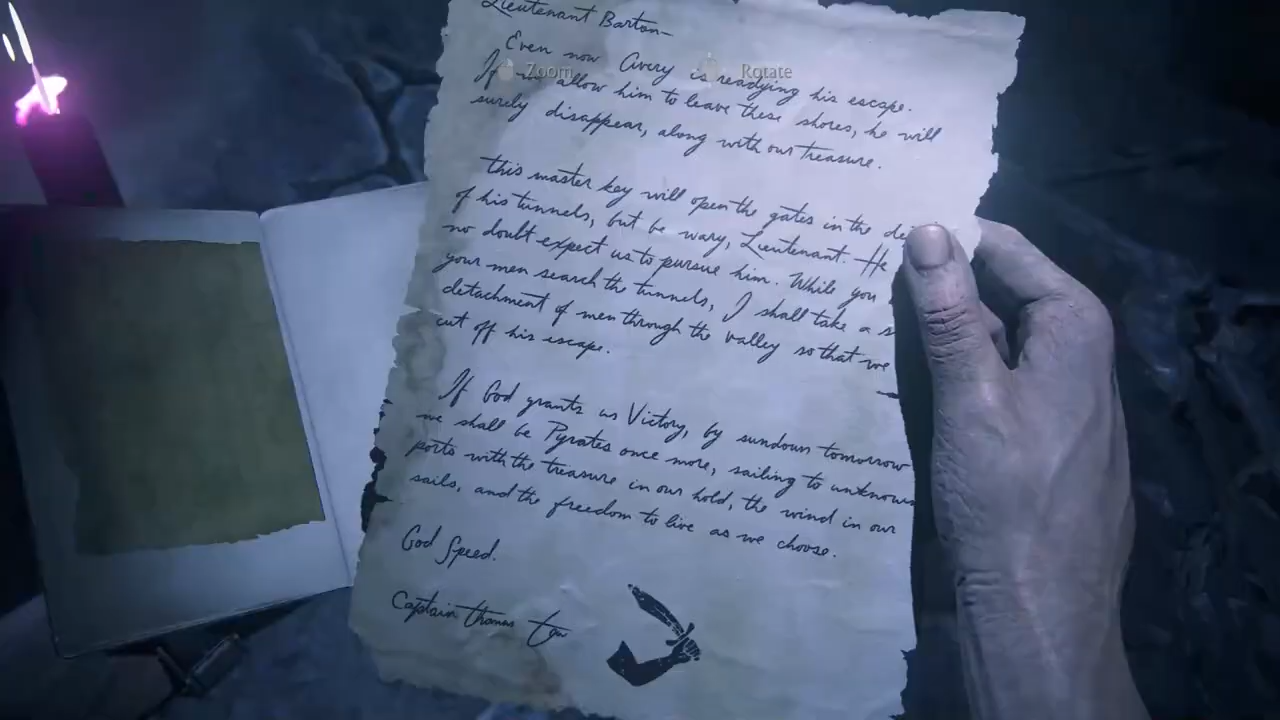 Lieutenant Barton—
Even now Avery is readying his escape.
Zoom
Rotate
If we allow him to leave these shores, he will
surely disappear, along with our treasure.
this master key will open the gates in the de
of his tunnels, but be wary, Lieutenant. He
no doubt expect us to pursue him. While you
your men search the tunnels, I shall take a s
detachment of men through the valley so that we
cut off his escape.
If God grants us Victory, by sundown tomorrow
we shall be Pyrates once more, sailing to unknown
ports with the treasure in our hold, the wind in our
sails, and the freedom to live as we choose.
God Speed.
Captain Thomas Tew